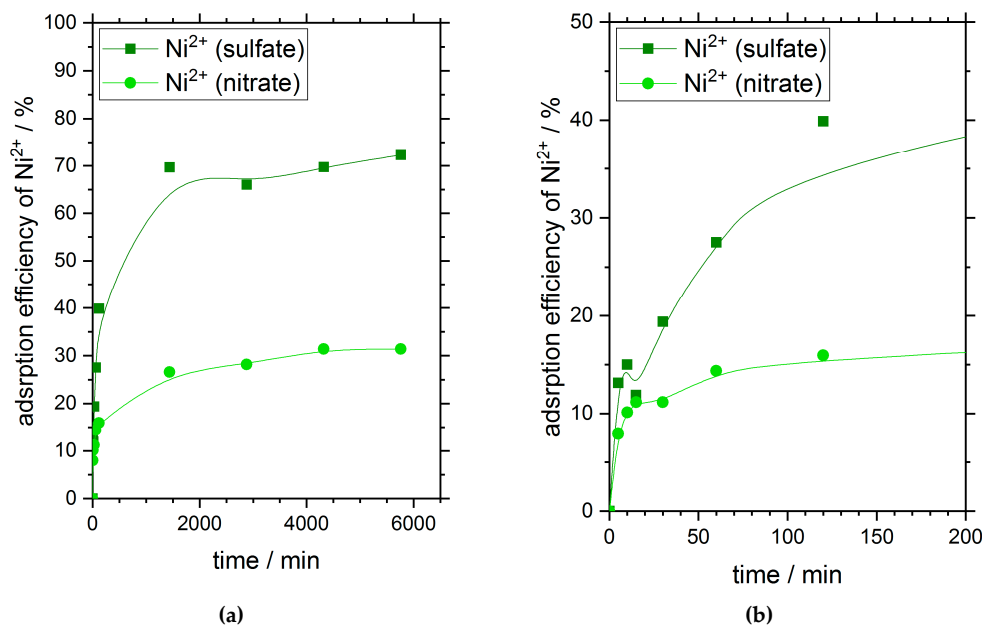 100
90
80
70
60
50
40
30
20
10
0
adsrption efficiency of Ni²⁺ / %
Ni²⁺ (sulfate)
Ni²⁺ (nitrate)
0 2000 4000 6000
time / min
(a)
50
40
30
20
10
0
adsrption efficiency of Ni²⁺ / %
Ni²⁺ (sulfate)
Ni²⁺ (nitrate)
0 50 100 150 200
time / min
(b)